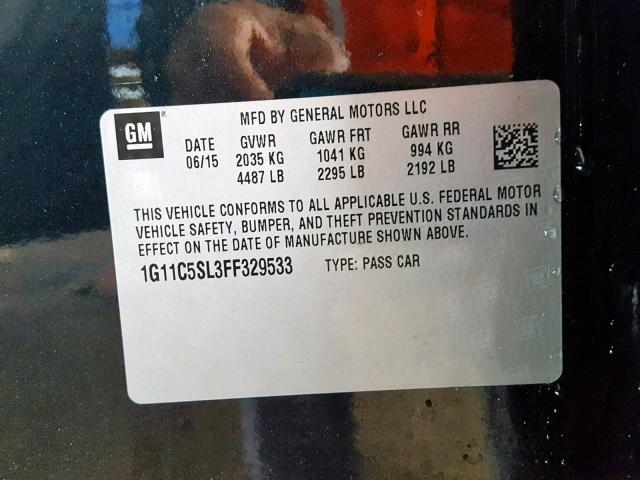 GM ®
MFD BY GENERAL MOTORS LLC
DATE GVWR GAWR FRT GAWR RR
06/15 2035 KG 1041 KG 994 KG
4487 LB 2295 LB 2192 LB
THIS VEHICLE CONFORMS TO ALL APPLICABLE U.S. FEDERAL MOTOR
VEHICLE SAFETY, BUMPER, AND THEFT PREVENTION STANDARDS IN
EFFECT ON THE DATE OF MANUFACTURE SHOWN ABOVE.
1G11C5SL3FF329533 TYPE: PASS CAR